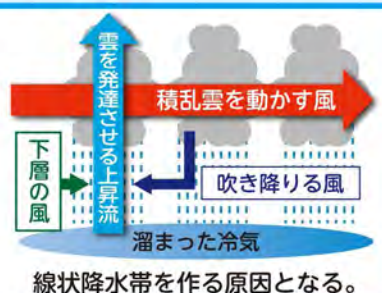 雲を発達させる上昇流
積乱雲を動かす風
下層の風
吹き降りる風
溜まった冷気
線状降水帯を作る原因となる。